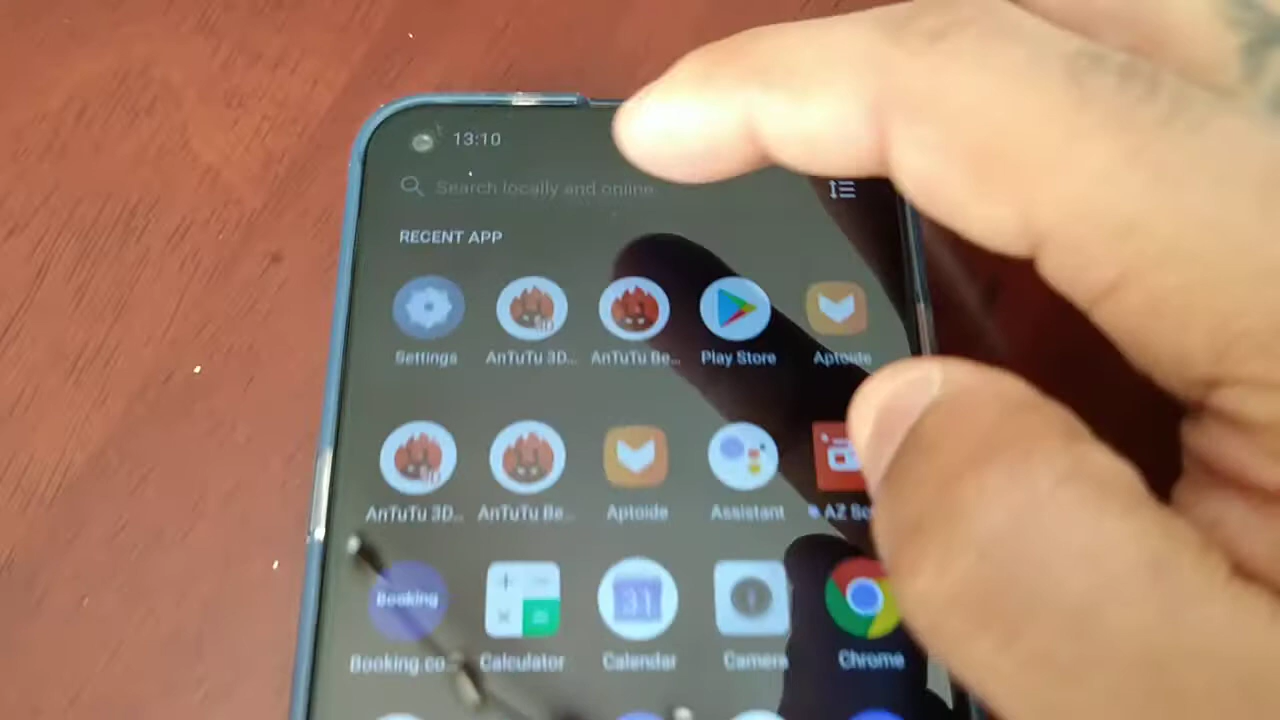 13:10
Search locally and online
RECENT APP
Settings AnTuTu 3D... AnTuTu Be... Play Store Aptoide
AnTuTu 3D... AnTuTu Be... Aptoide Assistant AZ
Booking 31
Booking.co... Calculator Calendar Camera Chrome